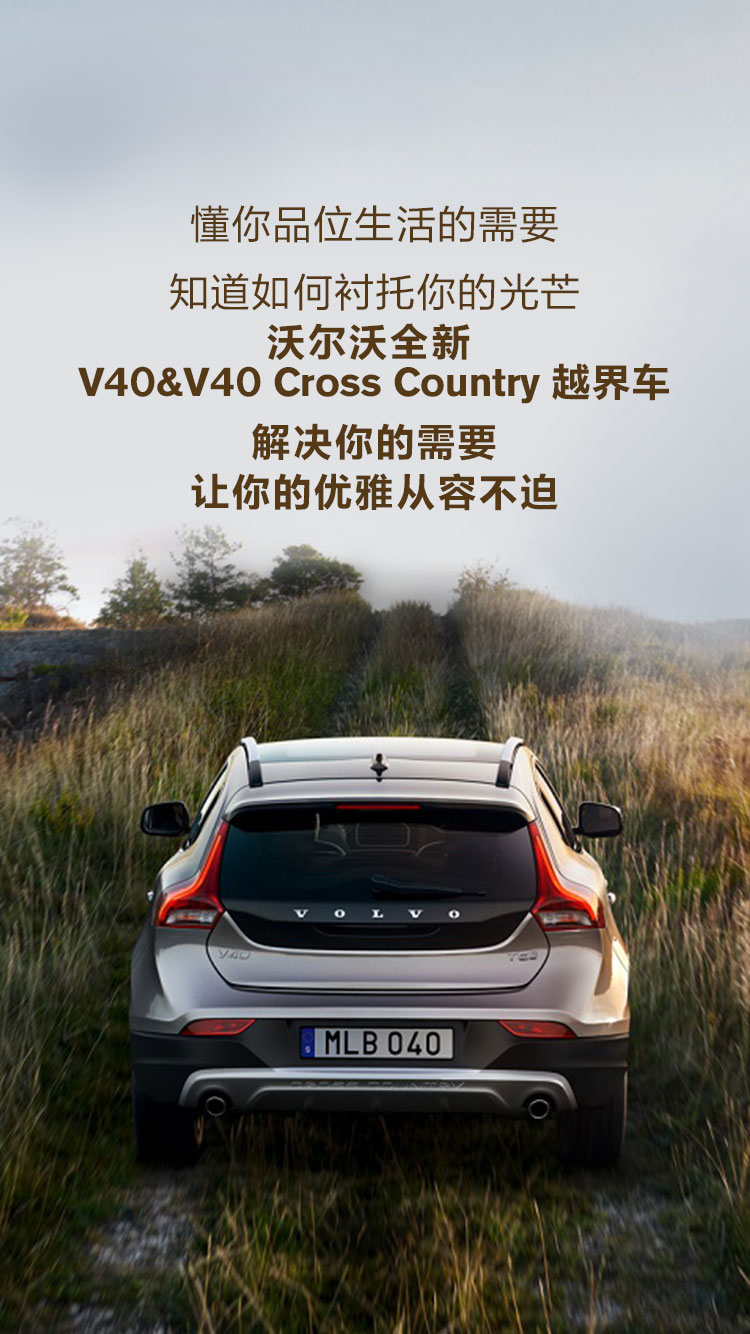 懂你品位生活的需要
知道如何衬托你的光芒
沃尔沃全新
V40&V40 Cross Country 越界车
解决你的需要
让你的优雅从容不迫
VOLVO
V40
S MLB 040
CROSS COUNTRY